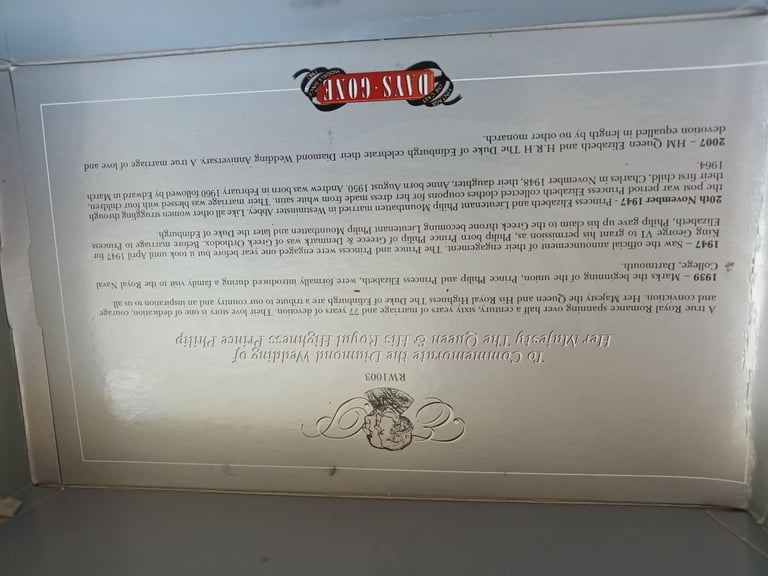 RW1003
To Commemorate the Diamond Wedding of
Her Majesty The Queen & His Royal Highness Prince Philip
A true Royal Romance spanning over half a century, sixty years of marriage and 77 years of devotion. Their love story is one of dedication, courage
and conviction. Her Majesty the Queen and His Royal Highness The Duke of Edinburgh are a tribute to our country and an inspiration to us all.
1939 – Marks the beginning of the union, Prince Philip and Princess Elizabeth, were formally introduced during a family visit to the Royal Naval
College, Dartmouth.
1947 – Saw the official announcement of their engagement. The Prince and Princess were engaged one year before but it took until April 1947 for
King George VI to grant his permission as, Philip born Prince Philip of Greece & Denmark was of Greek Orthodox. Before marriage to Princess
Elizabeth, Philip gave up his claim to the Greek throne becoming Leutenant Philip Mountbatten and later the Duke of Edinburgh.
20th November 1947 - Princess Elizabeth and Lieutenant Philip Mountbatten married in Westminster Abbey. Like all other women struggling through
the post war period Princess Elizabeth collected clothes coupons for her dress made from white satin. Their marriage was blessed with four children,
their first child, Charles in November 1948, their daughter, Anne born August 1950. Andrew was born in February 1960 followed by Edward in March
1964.
2007 – HM Queen Elizabeth and H.R.H The Duke of Edinburgh celebrate their Diamond Wedding Anniversary. A true marriage of love and
devotion equalled in length by no other monarch.
DAYS·GONE